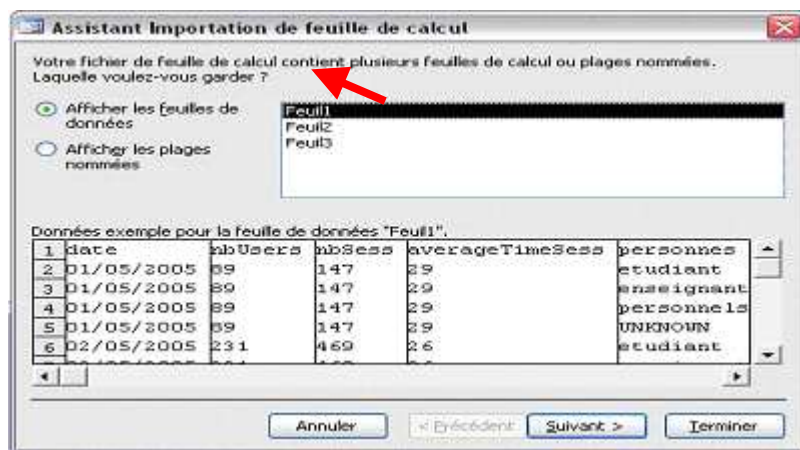 Assistant Importation de feuille de calcul
Votre fichier de feuille de calcul contient plusieurs feuilles de calcul ou plages nommées.
Laquelle voulez-vous garder ?
Afficher les feuilles de
données
Afficher les plages
nommées
Feuil1
Feuil2
Feuil3
Données exemple pour la feuille de données "Feuil1".
1 date nbUsers nbSess averageTimeSess personnes
2 01/05/2005 89 147 29 etudiant
3 01/05/2005 89 147 29 enseignant
4 01/05/2005 89 147 29 personnels
5 01/05/2005 89 147 29 UNKNOWN
6 02/05/2005 231 469 26 etudiant
Annuler < Précédent Suivant > Terminer